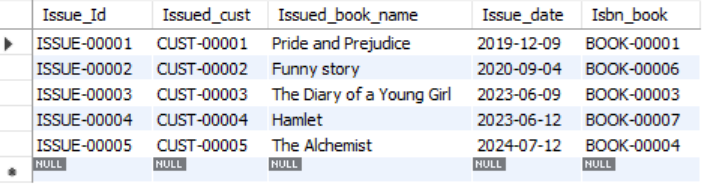 Issue_Id Issued_cust Issued_book_name Issue_date Isbn_book
ISSUE-00001 CUST-00001 Pride and Prejudice 2019-12-09 BOOK-00001
ISSUE-00002 CUST-00002 Funny story 2020-09-04 BOOK-00006
ISSUE-00003 CUST-00003 The Diary of a Young Girl 2023-06-09 BOOK-00003
ISSUE-00004 CUST-00004 Hamlet 2023-06-12 BOOK-00007
ISSUE-00005 CUST-00005 The Alchemist 2024-07-12 BOOK-00004
NULL NULL NULL NULL NULL